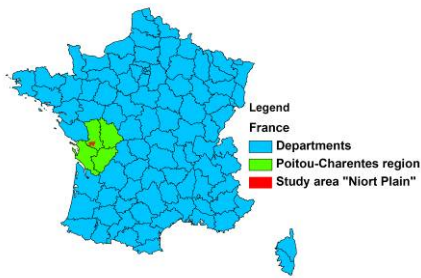 Legend
France
Departments
Poitou-Charentes region
Study area "Niort Plain"